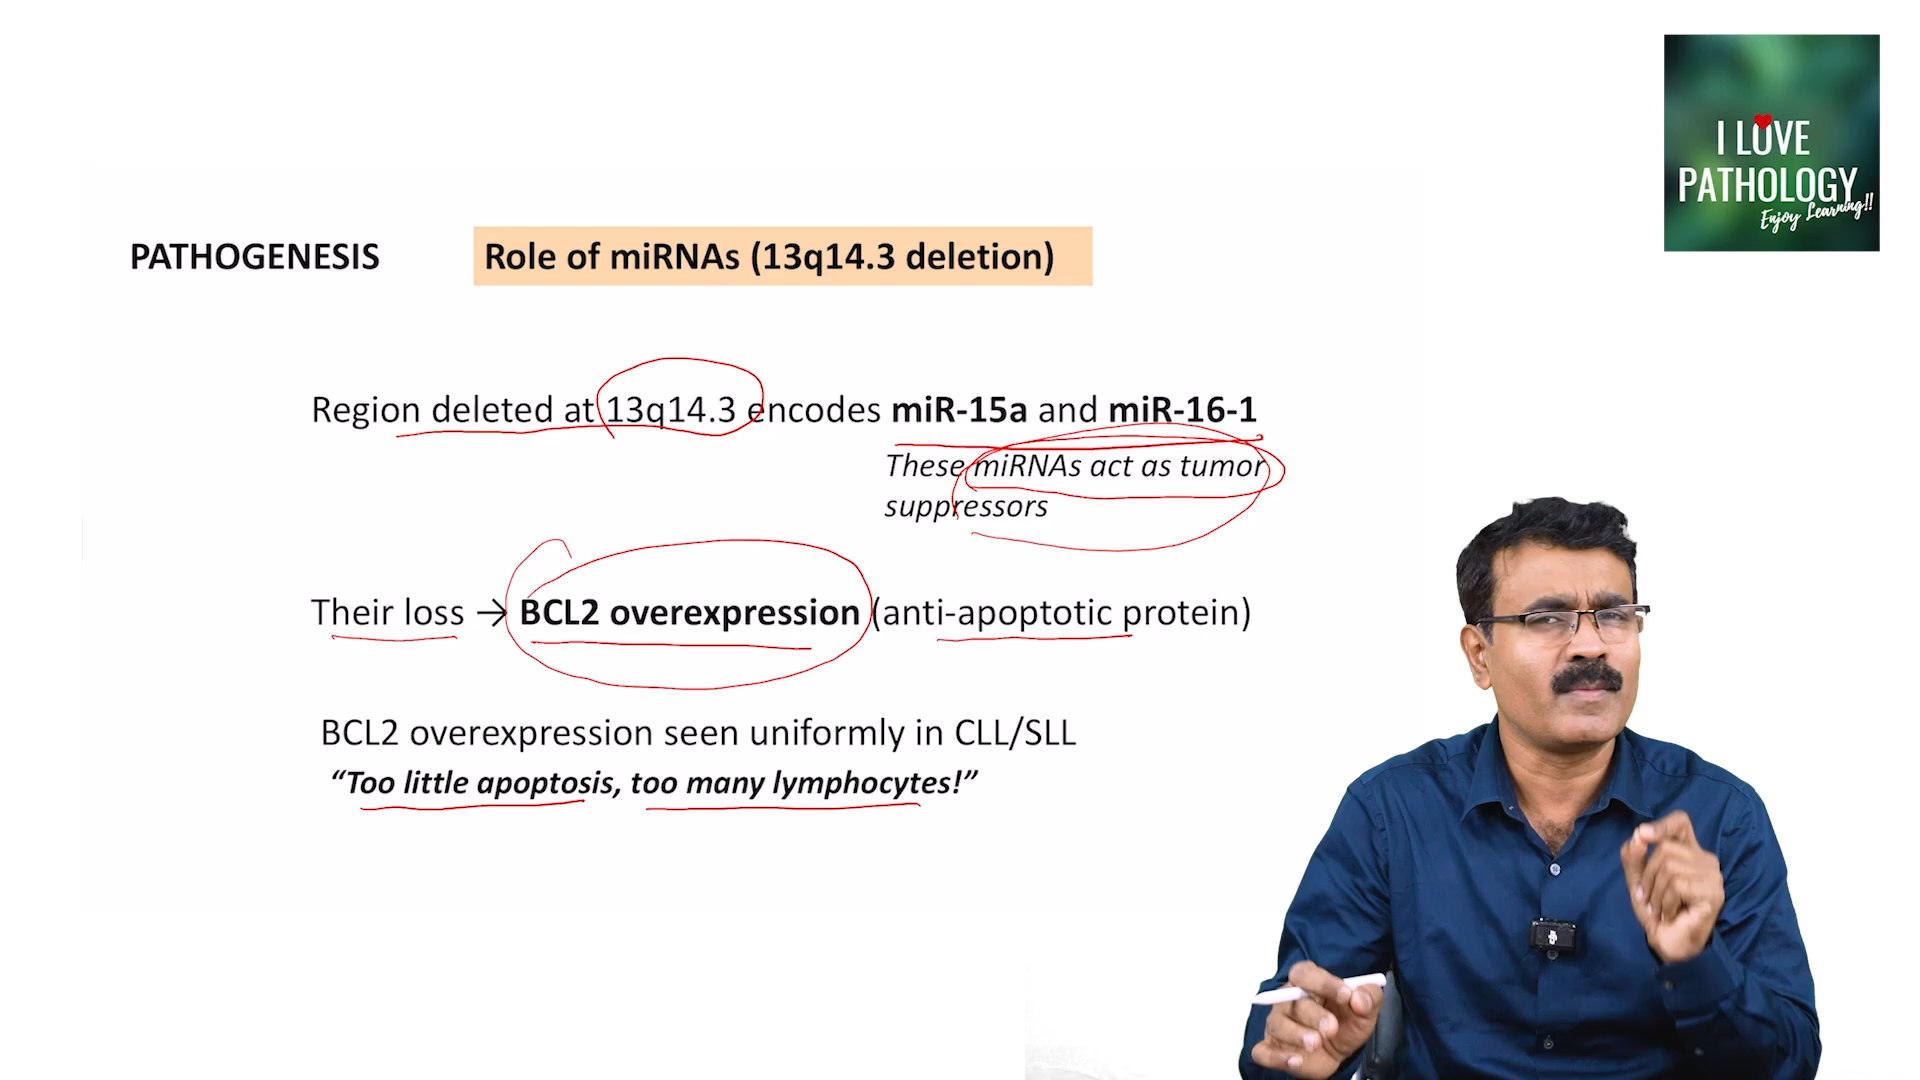 I LOVE
PATHOLOGY
Enjoy Learning!!
PATHOGENESIS
Role of miRNAs (13q14.3 deletion)
Region deleted at 13q14.3 encodes miR-15a and miR-16-1
These miRNAs act as tumor
suppressors
Their loss → BCL2 overexpression (anti-apoptotic protein)
BCL2 overexpression seen uniformly in CLL/SLL
“Too little apoptosis, too many lymphocytes!”